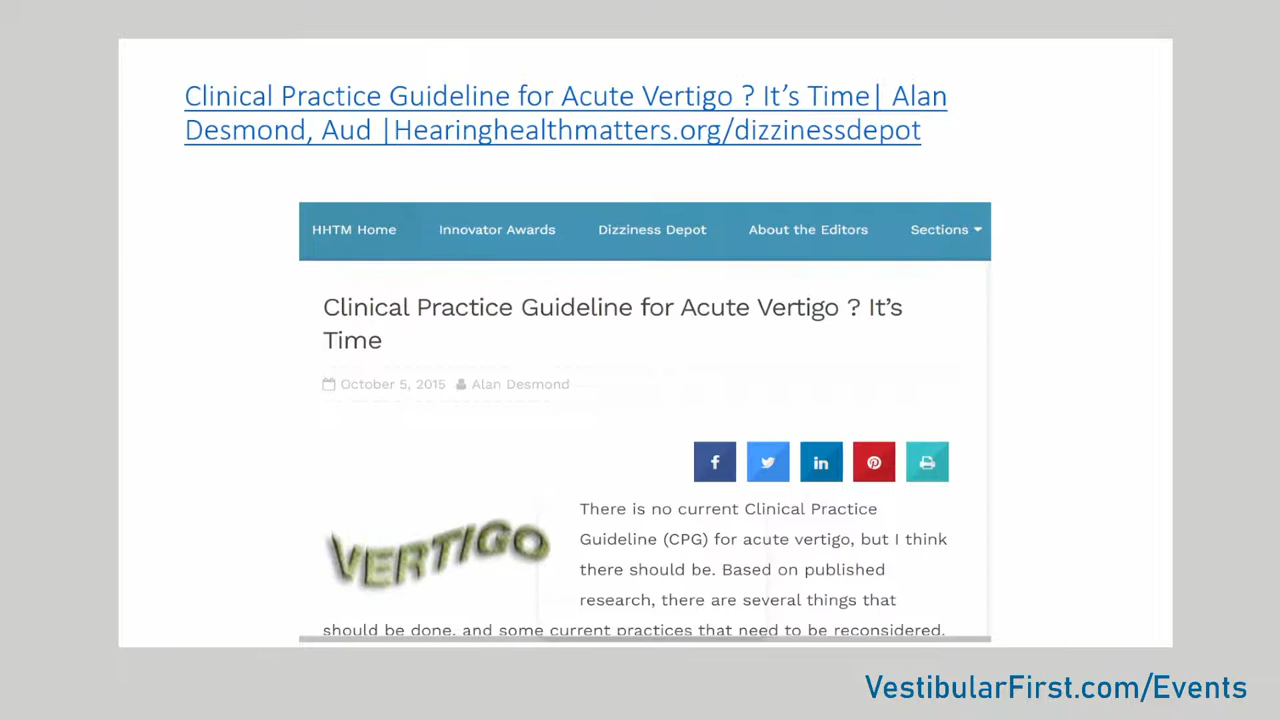 Clinical Practice Guideline for Acute Vertigo ? It’s Time| Alan
Desmond, Aud |Hearinghealthmatters.org/dizzinessdepot
HHTM Home Innovator Awards Dizziness Depot About the Editors Sections
Clinical Practice Guideline for Acute Vertigo ? It’s
Time
October 5, 2015 Alan Desmond
f in
VERTIGO
There is no current Clinical Practice
Guideline (CPG) for acute vertigo, but I think
there should be. Based on published
research, there are several things that
should be done, and some current practices that need to be reconsidered.
VestibularFirst.com/Events